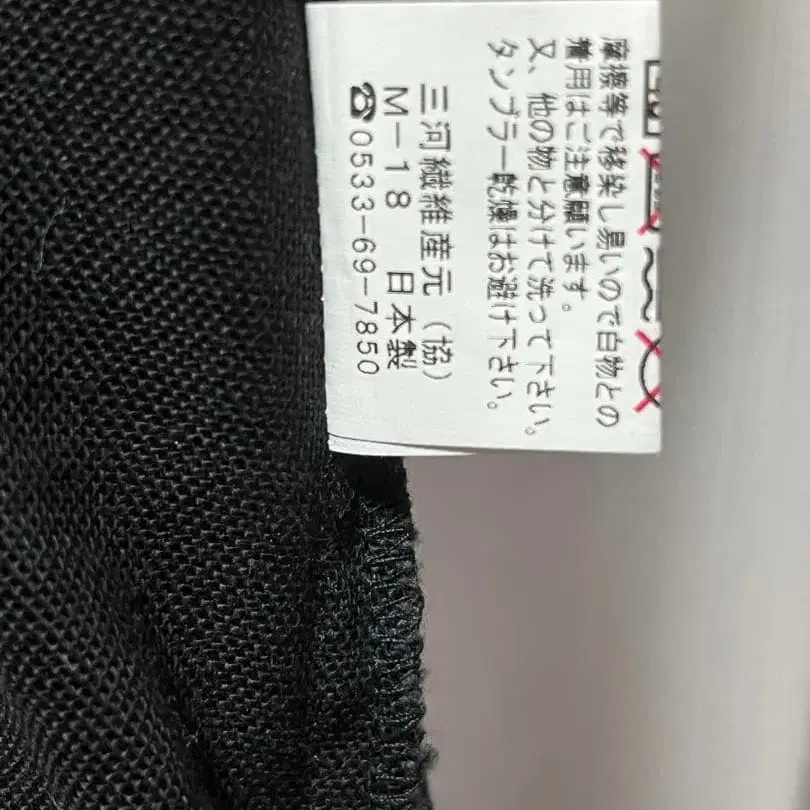 摩擦等で移染し易いので白物との
着用はご注意願います。
又、他の物と分けて洗って下さい。
タンブラー乾燥はお避け下さい。
三河繊維産元（協）
M-18 日本製
☎0533-69-7850